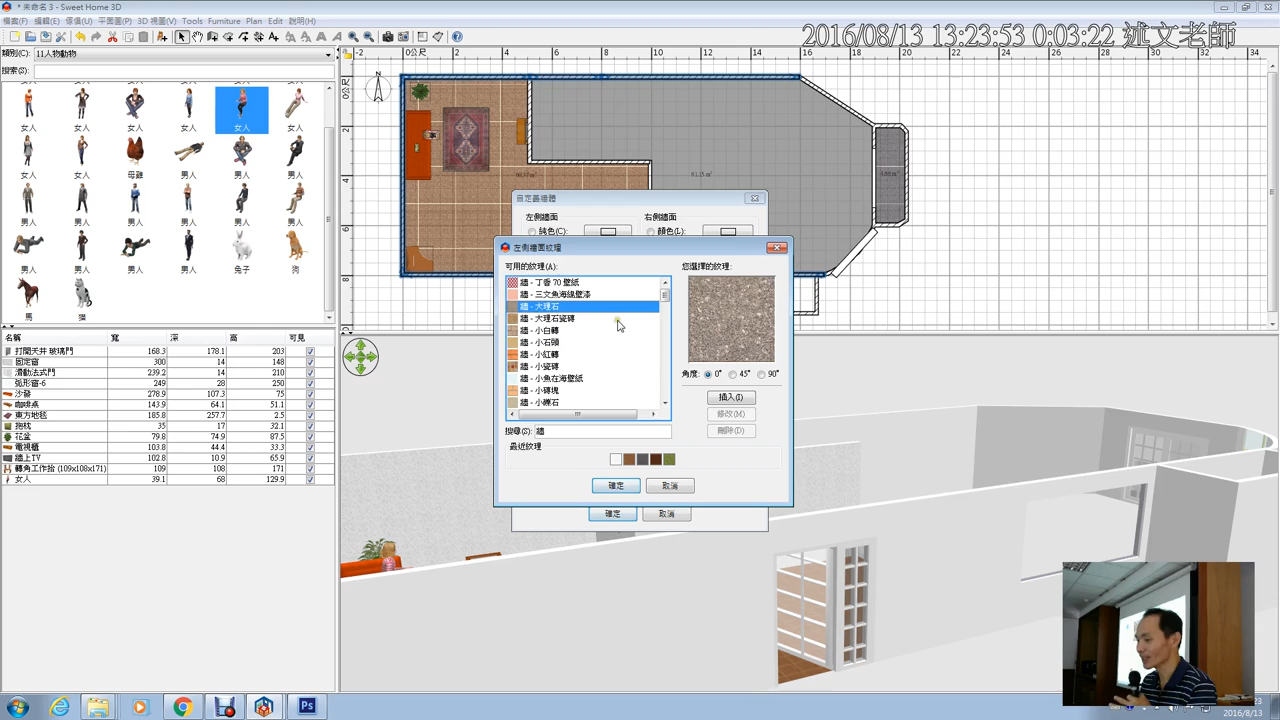 * 未命名 3 - Sweet Home 3D
檔案(F) 編輯(E) 傢俱(U) Tools 平面圖(P) 3D 視圖(V) Furniture Plan Edit 說明(H)
2016/08/13 13:23:53 0:03:22 述文老師
類別(C): 11人物動物
搜索(S):
-2 0公尺 2 4 6 8 10 12 14 16 18 20 22 24 26 28 30 32 34
0公尺
2
4
6
8
N
女人 女人 女人 女人 女人 女人
女人 女人 母雞 男人 男人 男人
男人 男人 男人 男人 男人 男人
男人 男人 男人 男人 兔子 狗
馬 貓
名稱 寬 深 高 可見
打開天井 玻璃門 168.3 178.1 203
固定窗 300 14 148
滑動法式門 239.2 14 210
弧形窗-6 249 28 250
沙發 278.9 107.3 75
咖啡桌 143.9 64.1 51.1
東方地毯 185.8 257.7 2.5
抱枕 35 17 32.1
花盆 79.8 74.9 87.5
電視櫃 103.8 44.4 33.3
牆上TV 102.8 10.9 65.9
轉角工作抬 (109x108x171) 109 108 171
女人 39.1 68 129.9
自定義牆體
左側牆面 右側牆面
純色(C): 顏色(L):
左側牆面紋理
可用的紋理(A): 您選擇的紋理:
牆 - 丁香 70 壁紙
牆 - 三文魚海綿壁漆
牆 - 大理石
牆 - 大理石瓷磚
牆 - 小白磚
牆 - 小石頭
牆 - 小紅磚
牆 - 小瓷磚
牆 - 小魚在海壁紙
牆 - 小磚塊
牆 - 小礫石
角度: 0° 45° 90°
插入(I)
修改(M)
刪除(D)
搜尋(S): 牆
最近紋理
確定 取消
確定 取消
Ps
2016/8/13